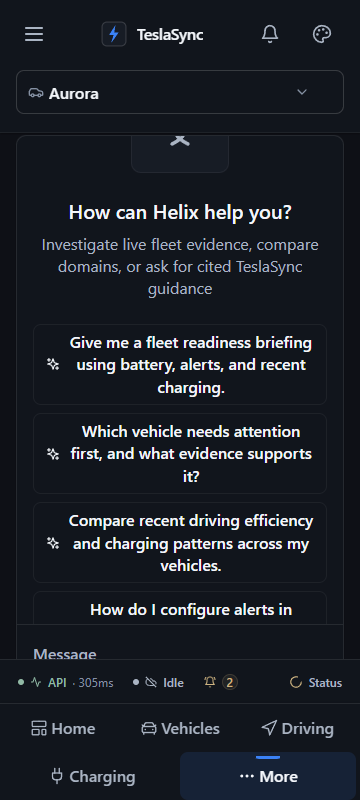 TeslaSync
Aurora
How can Helix help you?
Investigate live fleet evidence, compare
domains, or ask for cited TeslaSync
guidance
Give me a fleet readiness briefing
using battery, alerts, and recent
charging.
Which vehicle needs attention
first, and what evidence supports
it?
Compare recent driving efficiency
and charging patterns across my
vehicles.
How do I configure alerts in
Message
API · 305ms
Idle
2
Status
Home
Vehicles
Driving
Charging
More